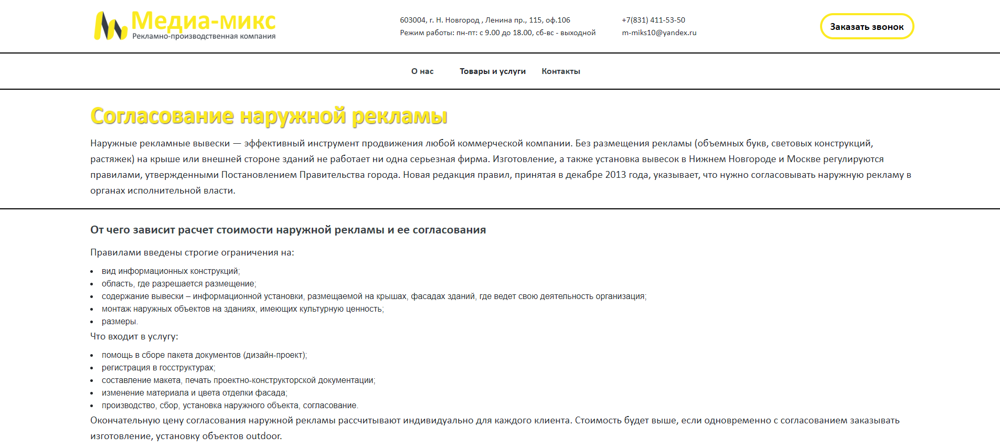 Медиа-микс
Рекламно-производственная компания
603004, г. Н. Новгород , Ленина пр., 115, оф.106
Режим работы: пн-пт: с 9.00 до 18.00, сб-вс - выходной
+7(831) 411-53-50
m-miks10@yandex.ru
Заказать звонок
О нас Товары и услуги Контакты
Согласование наружной рекламы
Наружные рекламные вывески — эффективный инструмент продвижения любой коммерческой компании. Без размещения рекламы (объемных букв, световых конструкций,
растяжек) на крыше или внешней стороне зданий не работает ни одна серьезная фирма. Изготовление, а также установка вывесок в Нижнем Новгороде и Москве регулируются
правилами, утвержденными Постановлением Правительства города. Новая редакция правил, принятая в декабре 2013 года, указывает, что нужно согласовывать наружную рекламу в
органах исполнительной власти.
От чего зависит расчет стоимости наружной рекламы и ее согласования
Правилами введены строгие ограничения на:
• вид информационных конструкций;
• область, где разрешается размещение;
• содержание вывески – информационной установки, размещаемой на крышах, фасадах зданий, где ведет свою деятельность организация;
• монтаж наружных объектов на зданиях, имеющих культурную ценность;
• размеры.
Что входит в услугу:
• помощь в сборе пакета документов (дизайн-проект);
• регистрация в госструктурах;
• составление макета, печать проектно-конструкторской документации;
• изменение материала и цвета отделки фасада;
• производство, сбор, установка наружного объекта, согласование.
Окончательную цену согласования наружной рекламы рассчитывают индивидуально для каждого клиента. Стоимость будет выше, если одновременно с согласованием заказывать
изготовление, установку объектов outdoor.